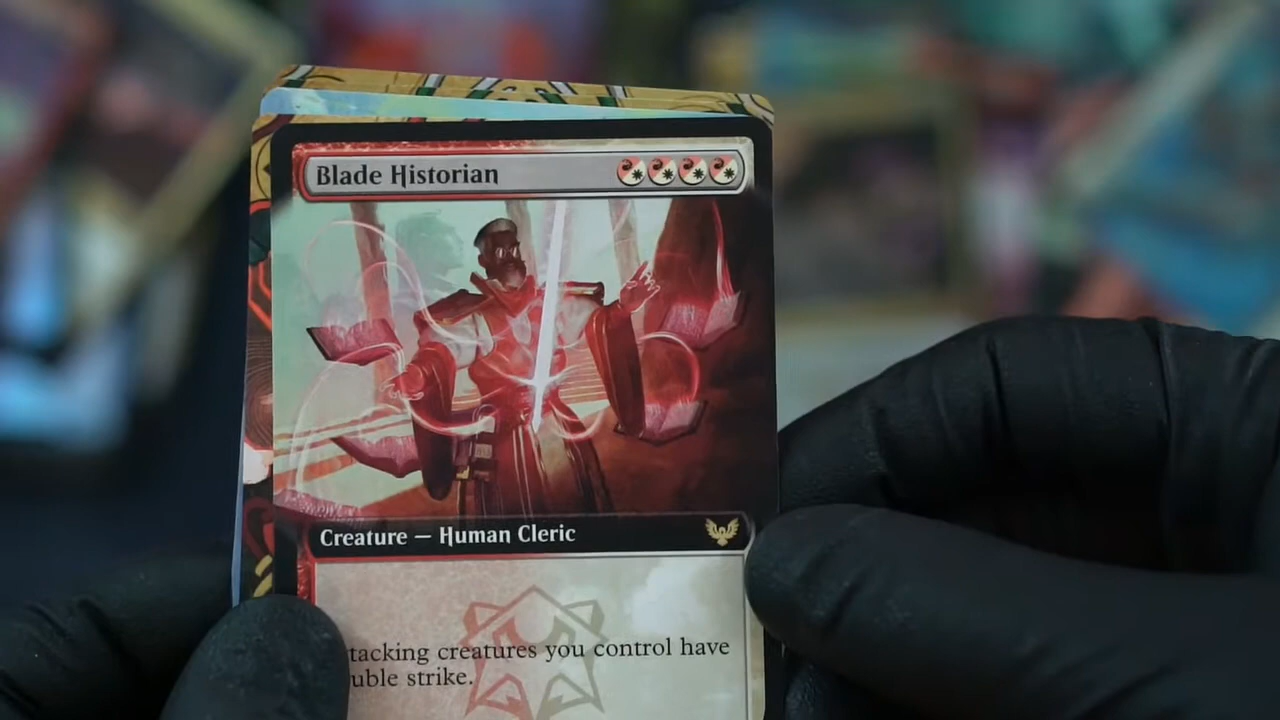 Blade Historian
Creature — Human Cleric
tacking creatures you control have
uble strike.